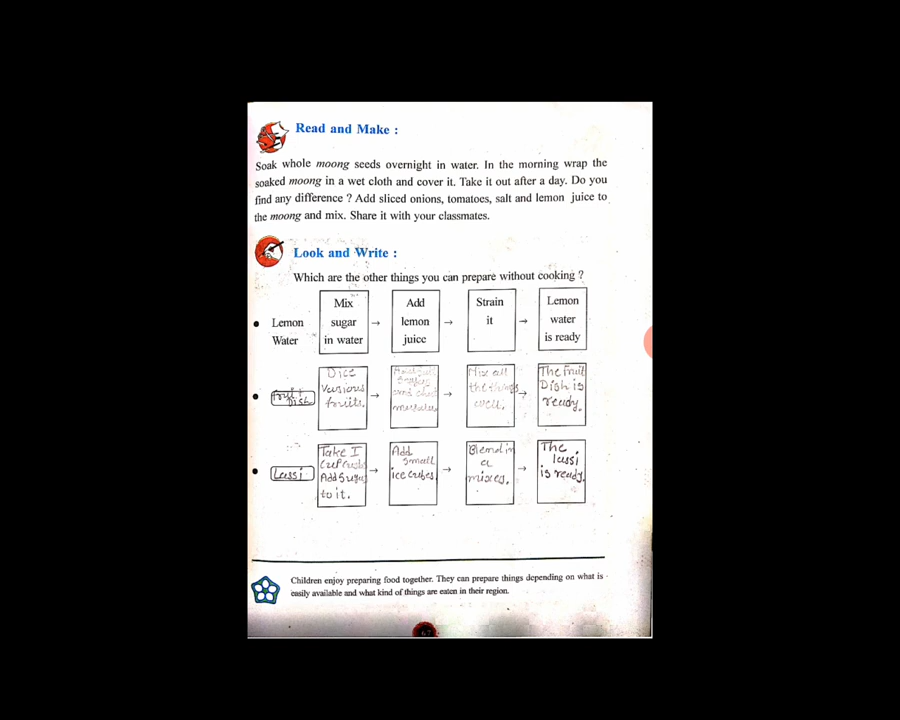 Read and Make :
Soak whole moong seeds overnight in water. In the morning wrap the
soaked moong in a wet cloth and cover it. Take it out after a day. Do you
find any difference ? Add sliced onions, tomatoes, salt and lemon juice to
the moong and mix. Share it with your classmates.
Look and Write :
Which are the other things you can prepare without cooking ?
Lemon
Water
Mix
sugar
in water
→
Add
lemon
juice
→
Strain
it
→
Lemon
water
is ready
Fruit
Dish
Dice
Various
fruits.
→
and
→
Mix all
the things
well.
→
The Fruit
Dish is
ready.
Lassi
Take 1
Cup
Add Sugar
to it.
→
Add
Small
ice cubes.
→
Blend in
a
mixer.
→
The
lassi
is ready.
Children enjoy preparing food together. They can prepare things depending on what is
easily available and what kind of things are eaten in their region.
67